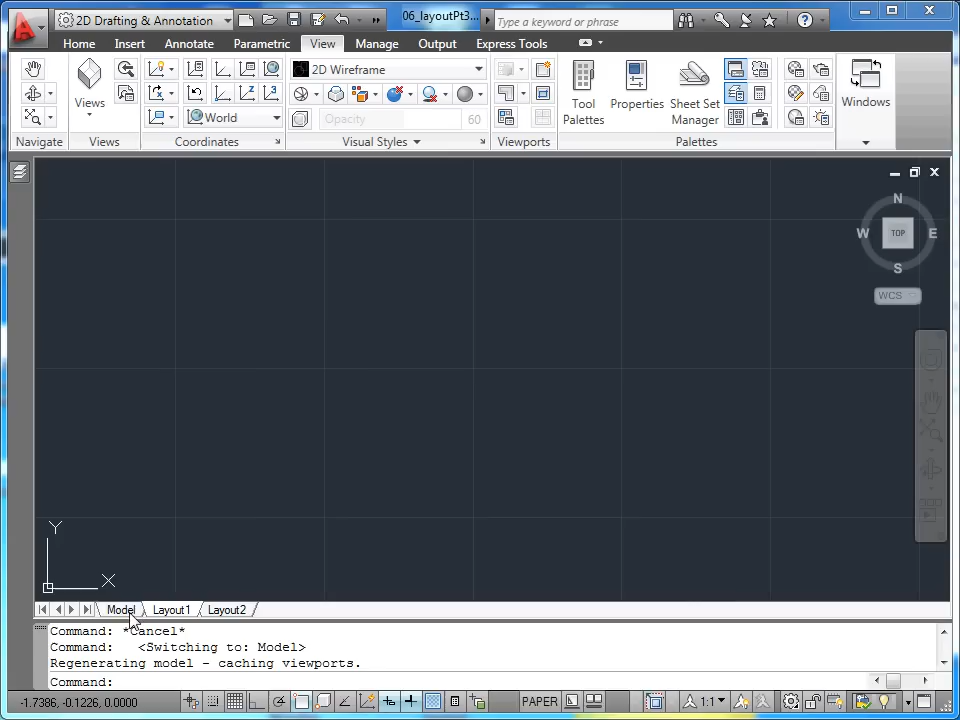 2D Drafting & Annotation
06_layoutPt3...
Type a keyword or phrase
Home Insert Annotate Parametric View Manage Output Express Tools
2D Wireframe
Views
World
Opacity 60
Tool Palettes
Properties
Sheet Set Manager
Windows
Navigate Views Coordinates Visual Styles Viewports Palettes
N
W TOP E
S
WCS
Y
X
Model Layout1 Layout2
Command: *Cancel*
Command: <Switching to: Model>
Regenerating model - caching viewports.
Command:
-1.7386, -0.1226, 0.0000 PAPER 1:1